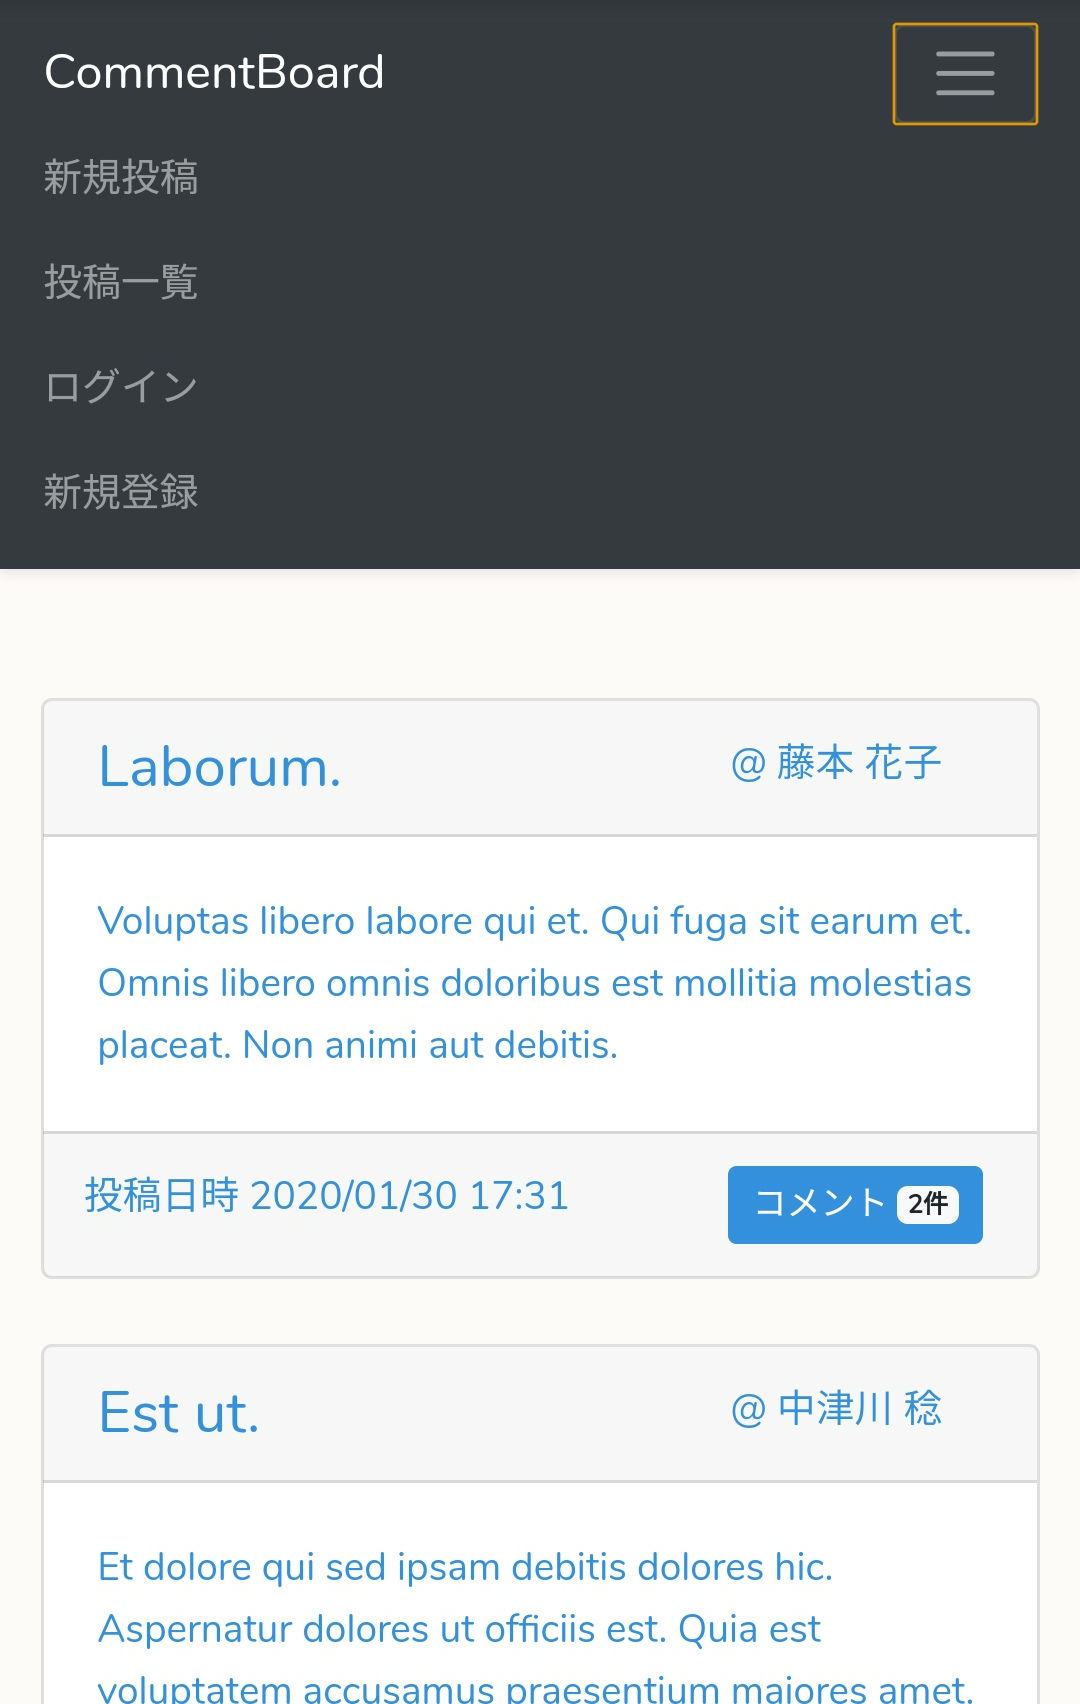 CommentBoard
新規投稿
投稿一覧
ログイン
新規登録
Laborum.
@ 藤本 花子
Voluptas libero labore qui et. Qui fuga sit earum et.
Omnis libero omnis doloribus est mollitia molestias
placeat. Non animi aut debitis.
投稿日時 2020/01/30 17:31
コメント 2件
Est ut.
@ 中津川 稔
Et dolore qui sed ipsam debitis dolores hic.
Aspernatur dolores ut officiis est. Quia est
voluptatem accusamus praesentium maiores amet.